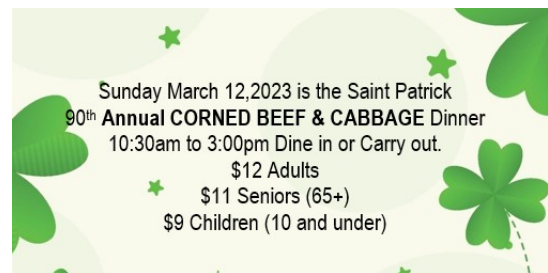 Sunday March 12,2023 is the Saint Patrick
90th Annual CORNED BEEF & CABBAGE Dinner
10:30am to 3:00pm Dine in or Carry out.
$12 Adults
$11 Seniors (65+)
$9 Children (10 and under)